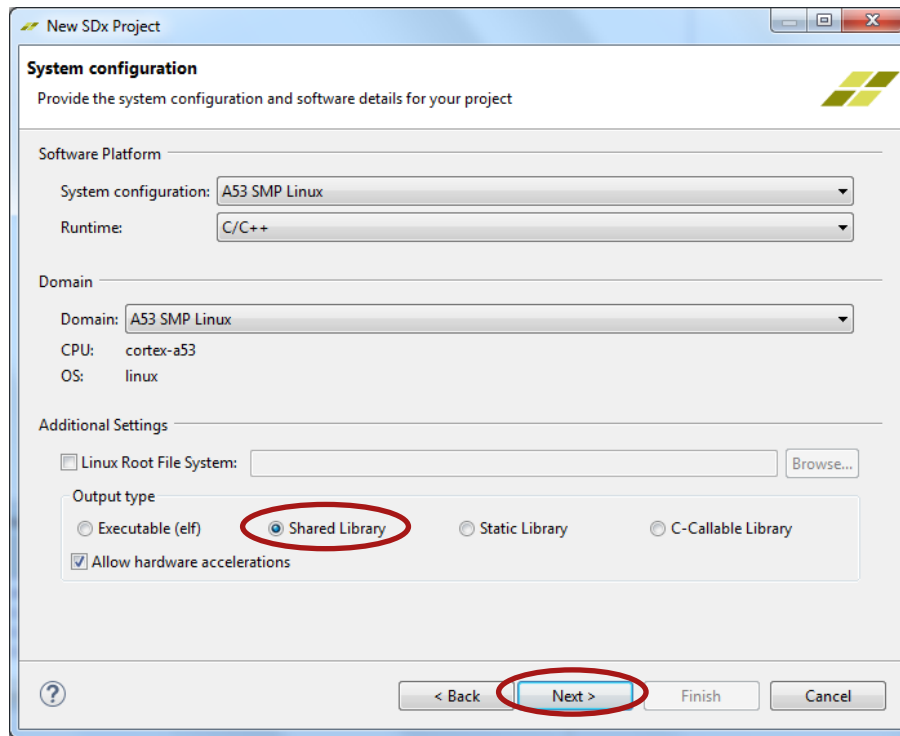 New SDx Project
System configuration
Provide the system configuration and software details for your project
Software Platform
System configuration: A53 SMP Linux
Runtime: C/C++
Domain
Domain: A53 SMP Linux
CPU: cortex-a53
OS: linux
Additional Settings
Linux Root File System: Browse...
Output type
Executable (elf) Shared Library Static Library C-Callable Library
Allow hardware accelerations
? < Back Next > Finish Cancel